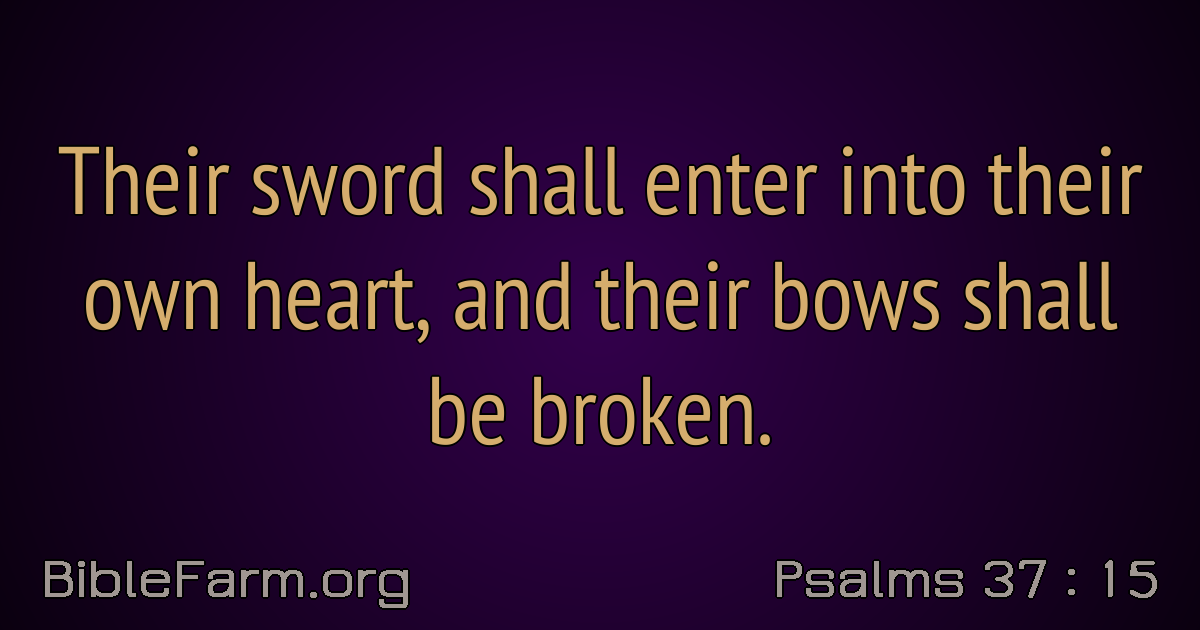 Their sword shall enter into their
own heart, and their bows shall
be broken.
BibleFarm.org
Psalms 37 : 15